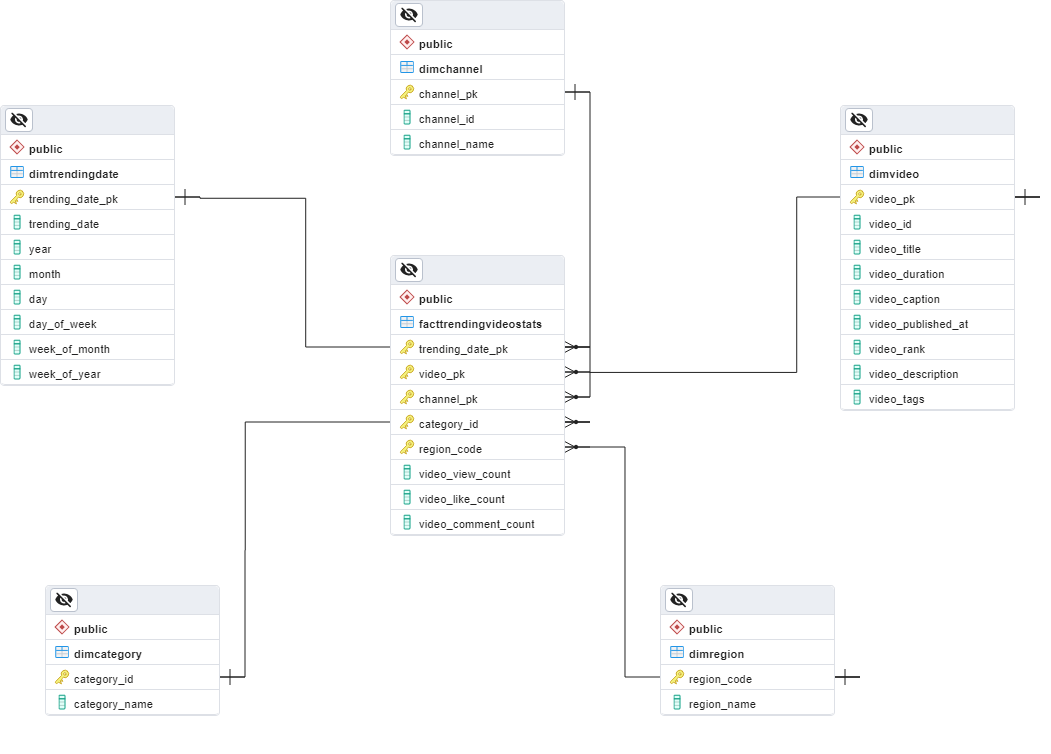 public
dimchannel
channel_pk
channel_id
channel_name
public
dimtrendingdate
trending_date_pk
trending_date
year
month
day
day_of_week
week_of_month
week_of_year
public
dimvideo
video_pk
video_id
video_title
video_duration
video_caption
video_published_at
video_rank
video_description
video_tags
public
facttrendingvideostats
trending_date_pk
video_pk
channel_pk
category_id
region_code
video_view_count
video_like_count
video_comment_count
public
dimcategory
category_id
category_name
public
dimregion
region_code
region_name